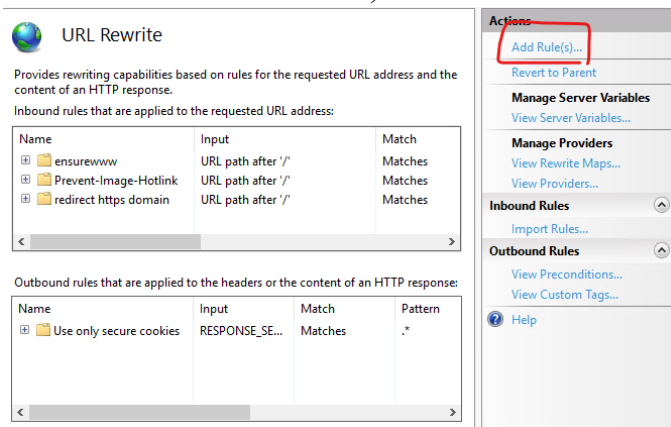 URL Rewrite
Provides rewriting capabilities based on rules for the requested URL address and the
content of an HTTP response.
Inbound rules that are applied to the requested URL address:
Name Input Match
ensurewww URL path after '/' Matches
Prevent-Image-Hotlink URL path after '/' Matches
redirect https domain URL path after '/' Matches
Outbound rules that are applied to the headers or the content of an HTTP response:
Name Input Match Pattern
Use only secure cookies RESPONSE_SE... Matches .*
Actions
Add Rule(s)...
Revert to Parent
Manage Server Variables
View Server Variables...
Manage Providers
View Rewrite Maps...
View Providers...
Inbound Rules
Import Rules...
Outbound Rules
View Preconditions...
View Custom Tags...
Help